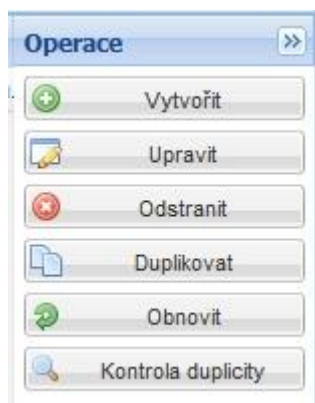 Operace
Vytvořit
Upravit
Odstranit
Duplikovat
Obnovit
Kontrola duplicity